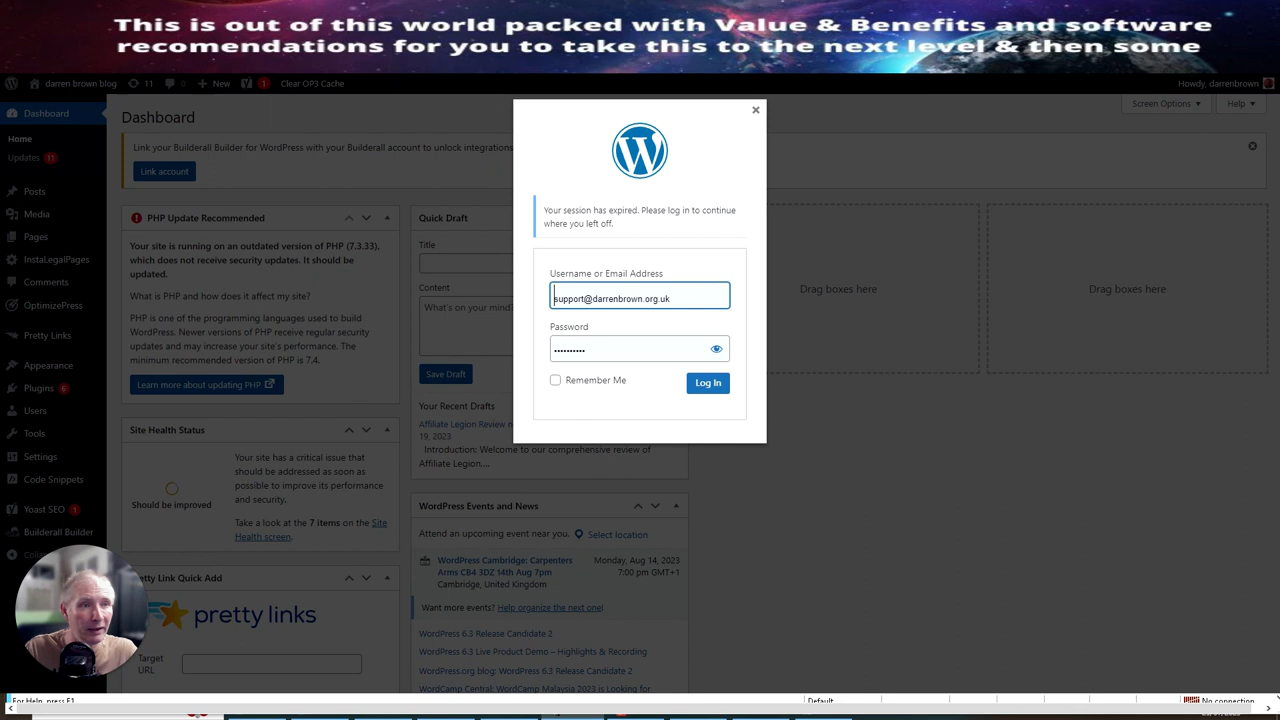 This is out of this world packed with Value & Benefits and software
recomendations for you to take this to the next level & then some
darren brown blog
11
0
New
1
Clear OP3 Cache
Howdy, darrenbrown
Dashboard
Home
Updates 11
Posts
Media
Pages
InstaLegalPages
Comments
OptimizePress
Pretty Links
Appearance
Plugins 6
Users
Tools
Settings
Code Snippets
Yoast SEO 1
Builderall Builder
Dashboard
Screen Options
Help
Link your Builderall Builder for WordPress with your Builderall account to unlock integrations
Link account
PHP Update Recommended
Your site is running on an outdated version of PHP (7.3.33),
which does not receive security updates. It should be
updated.
What is PHP and how does it affect my site?
PHP is one of the programming languages used to build
WordPress. Newer versions of PHP receive regular
security updates and may increase your site's performance. The
minimum recommended version of PHP is 7.4.
Learn more about updating PHP
Site Health Status
Should be improved
Your site has a critical issue that
should be addressed as soon as
possible to improve its performance
and security.
Take a look at the 7 items on the Site
Health screen.
Quick Add
pretty links
Target
URL
Quick Draft
Title
Content
What's on your mind?
Save Draft
Your Recent Drafts
Affiliate Legion Review
19, 2023
Introduction: Welcome to our comprehensive review of
Affiliate Legion....
WordPress Events and News
Attend an upcoming event near you.
Select location
WordPress Cambridge: Carpenters
Arms CB4 3DZ 14th Aug 7pm
Cambridge, United Kingdom
Monday, Aug 14, 2023
7:00 pm GMT+1
Want more events? Help organize the next one!
WordPress 6.3 Release Candidate 2
WordPress 6.3 Live Product Demo – Highlights & Recording
WordPress.org blog: WordPress 6.3 Release Candidate 2
WordCamp Central: WordCamp Malaysia 2023 is Looking for
Drag boxes here
Drag boxes here
Your session has expired. Please log in to continue
where you left off.
Username or Email Address
support@darrenbrown.org.uk
Password
Remember Me
Log In
For Help, press F1
Default
No connection